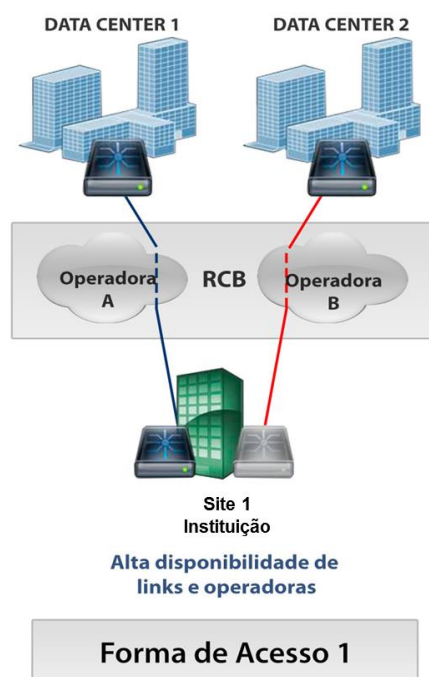 DATA CENTER 1
DATA CENTER 2
Operadora
A
RCB
Operadora
B
Site 1
Instituição
Alta disponibilidade de
links e operadoras
Forma de Acesso 1